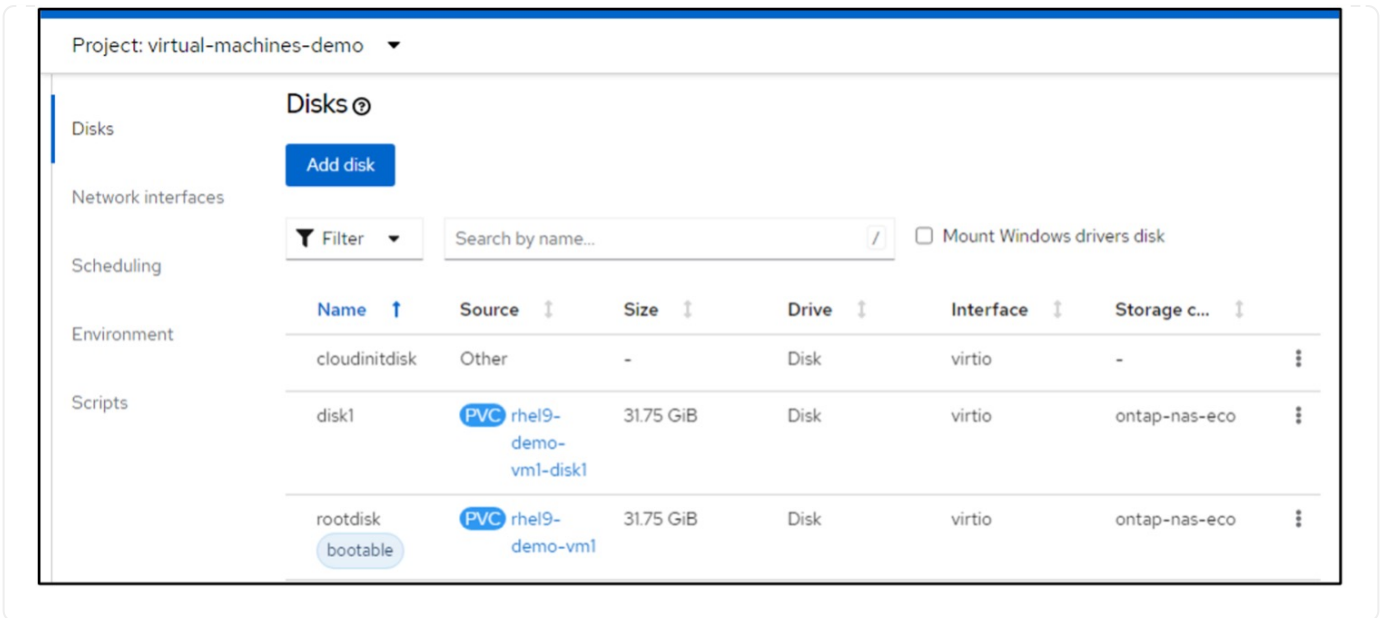 Project: virtual-machines-demo
Disks
Network interfaces
Scheduling
Environment
Scripts
Disks
Add disk
Filter
Search by name...
/
Mount Windows drivers disk
Name Source Size Drive Interface Storage c...
cloudinitdisk Other - Disk virtio -
disk1 PVC rhel9- 31.75 GiB Disk virtio ontap-nas-eco
demo-
vm1-disk1
rootdisk PVC rhel9- 31.75 GiB Disk virtio ontap-nas-eco
bootable demo-vm1